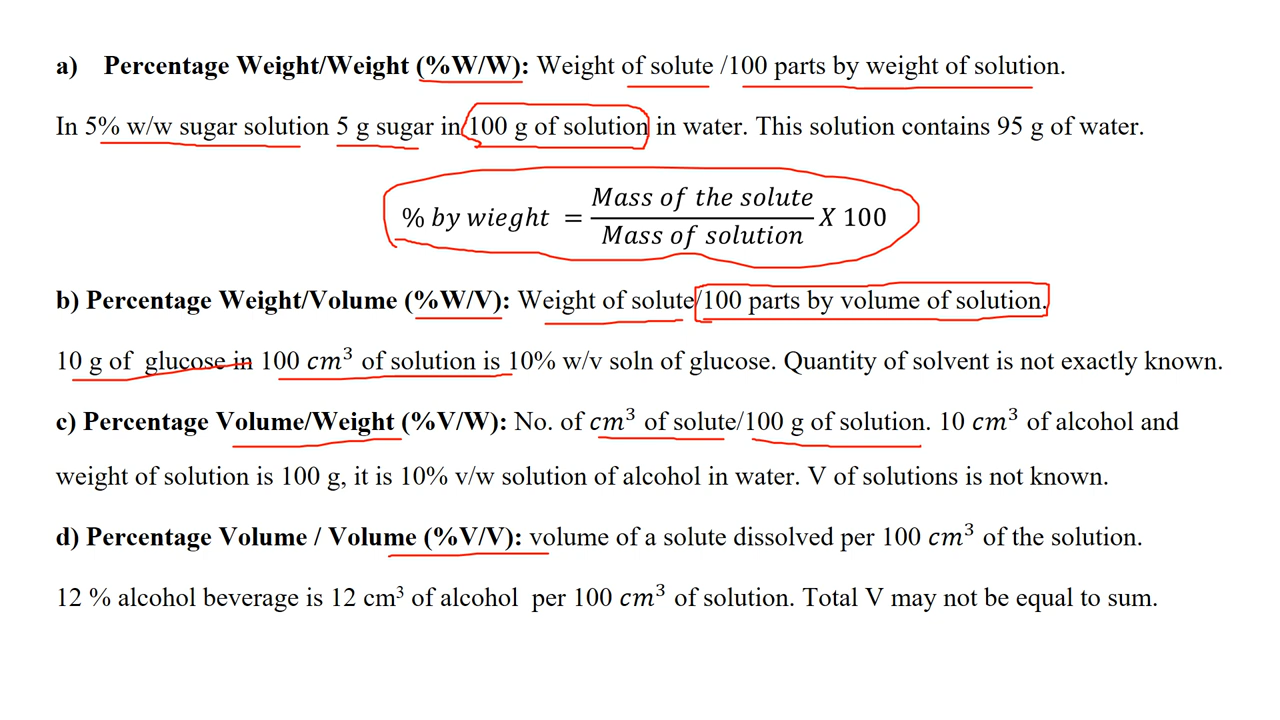 a) Percentage Weight/Weight (%W/W): Weight of solute /100 parts by weight of solution.
In 5% w/w sugar solution 5 g sugar in 100 g of solution in water. This solution contains 95 g of water.
% by wieght = Mass of the solute / Mass of solution X 100
b) Percentage Weight/Volume (%W/V): Weight of solute/100 parts by volume of solution.
10 g of glucose in 100 cm³ of solution is 10% w/v soln of glucose. Quantity of solvent is not exactly known.
c) Percentage Volume/Weight (%V/W): No. of cm³ of solute/100 g of solution. 10 cm³ of alcohol and
weight of solution is 100 g, it is 10% v/w solution of alcohol in water. V of solutions is not known.
d) Percentage Volume / Volume (%V/V): volume of a solute dissolved per 100 cm³ of the solution.
12 % alcohol beverage is 12 cm³ of alcohol per 100 cm³ of solution. Total V may not be equal to sum.